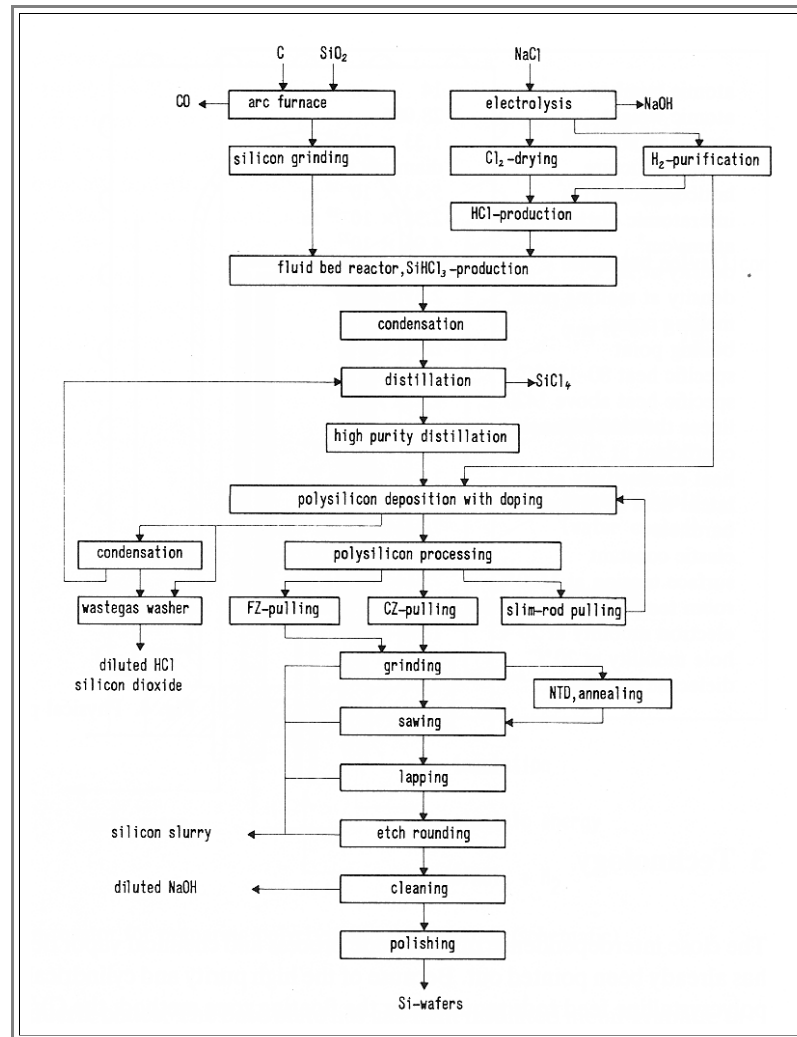 C
SiO₂
NaCl
CO
arc furnace
electrolysis
NaOH
silicon grinding
Cl₂-drying
H₂-purification
HCl-production
fluid bed reactor,SiHCl₃-production
condensation
distillation
SiCl₄
high purity distillation
polysilicon deposition with doping
condensation
polysilicon processing
wastegas washer
FZ-pulling
CZ-pulling
slim-rod pulling
diluted HCl
silicon dioxide
grinding
NTD,annealing
sawing
lapping
silicon slurry
etch rounding
diluted NaOH
cleaning
polishing
Si-wafers